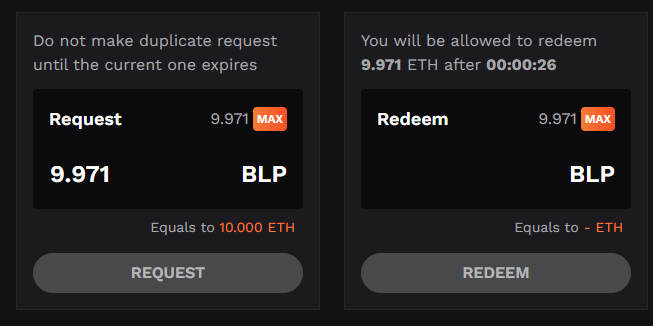 Do not make duplicate request
until the current one expires
Request 9.971 MAX
9.971 BLP
Equals to 10.000 ETH
REQUEST
You will be allowed to redeem
9.971 ETH after 00:00:26
Redeem 9.971 MAX
BLP
Equals to - ETH
REDEEM